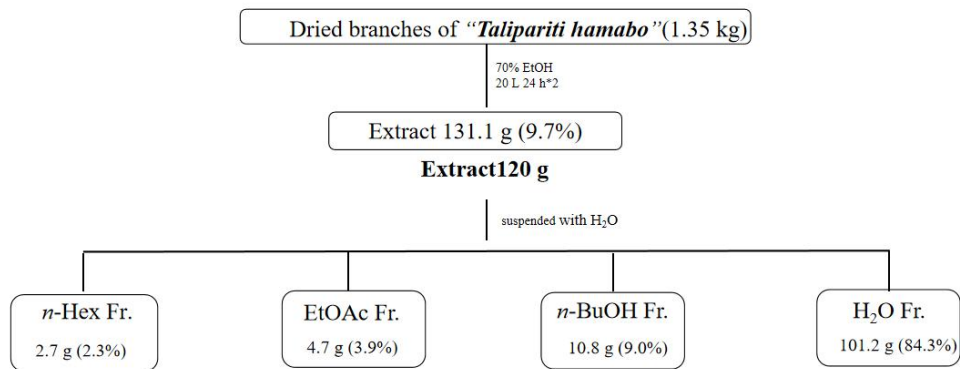 Dried branches of “Talipariti hamabo”(1.35 kg)
70% EtOH
20 L 24 h*2
Extract 131.1 g (9.7%)
Extract120 g
suspended with H₂O
n-Hex Fr.
2.7 g (2.3%)
EtOAc Fr.
4.7 g (3.9%)
n-BuOH Fr.
10.8 g (9.0%)
H₂O Fr.
101.2 g (84.3%)